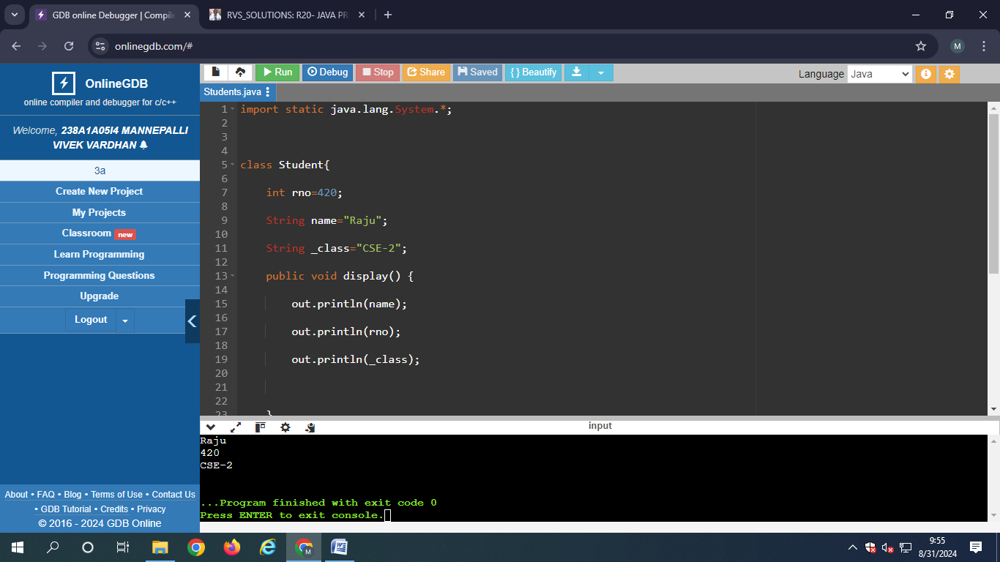 GDB online Debugger | Compile
RVS_SOLUTIONS: R20- JAVA PR
onlinegdb.com/#
M
OnlineGDB
online compiler and debugger for c/c++
Welcome, 238A1A05I4 MANNEPALLI
VIVEK VARDHAN
3a
Create New Project
My Projects
Classroom new
Learn Programming
Programming Questions
Upgrade
Logout
About • FAQ • Blog • Terms of Use • Contact Us
• GDB Tutorial • Credits • Privacy
© 2016 - 2024 GDB Online
Run Debug Stop Share Saved { } Beautify
Language Java
Students.java
1 import static java.lang.System.*;
2
3
4
5 class Student{
6
7 int rno=420;
8
9 String name="Raju";
10
11 String _class="CSE-2";
12
13 public void display() {
14
15 out.println(name);
16
17 out.println(rno);
18
19 out.println(_class);
20
21
22
23 }
input
Raju
420
CSE-2
...Program finished with exit code 0
Press ENTER to exit console.
M
9:55
8/31/2024